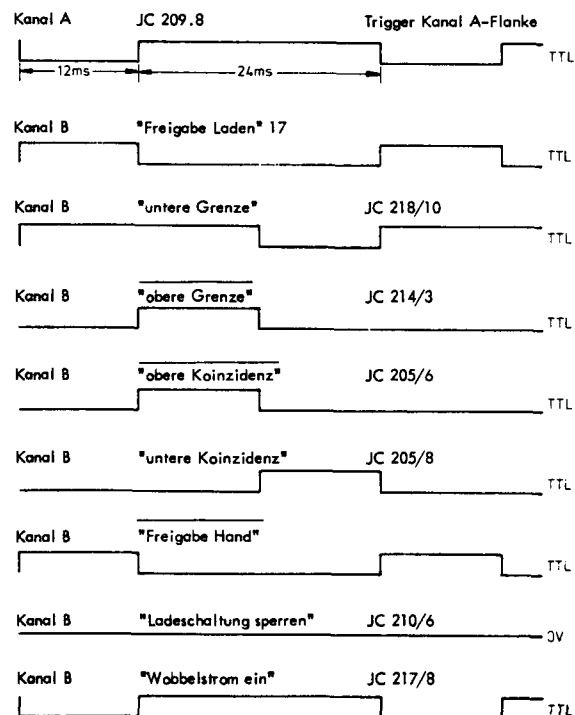 Kanal A JC 209.8 Trigger Kanal A-Flanke
TTL
12ms 24ms
Kanal B "Freigabe Laden" 17
TTL
Kanal B "untere Grenze" JC 218/10
TTL
Kanal B "obere Grenze" JC 214/3
TTL
Kanal B "obere Koinzidenz" JC 205/6
TTL
Kanal B "untere Koinzidenz" JC 205/8
TTL
Kanal B "Freigabe Hand"
TTL
Kanal B "Ladeschaltung sperren" JC 210/6
0V
Kanal B "Wobbelstrom ein" JC 217/8
TTL